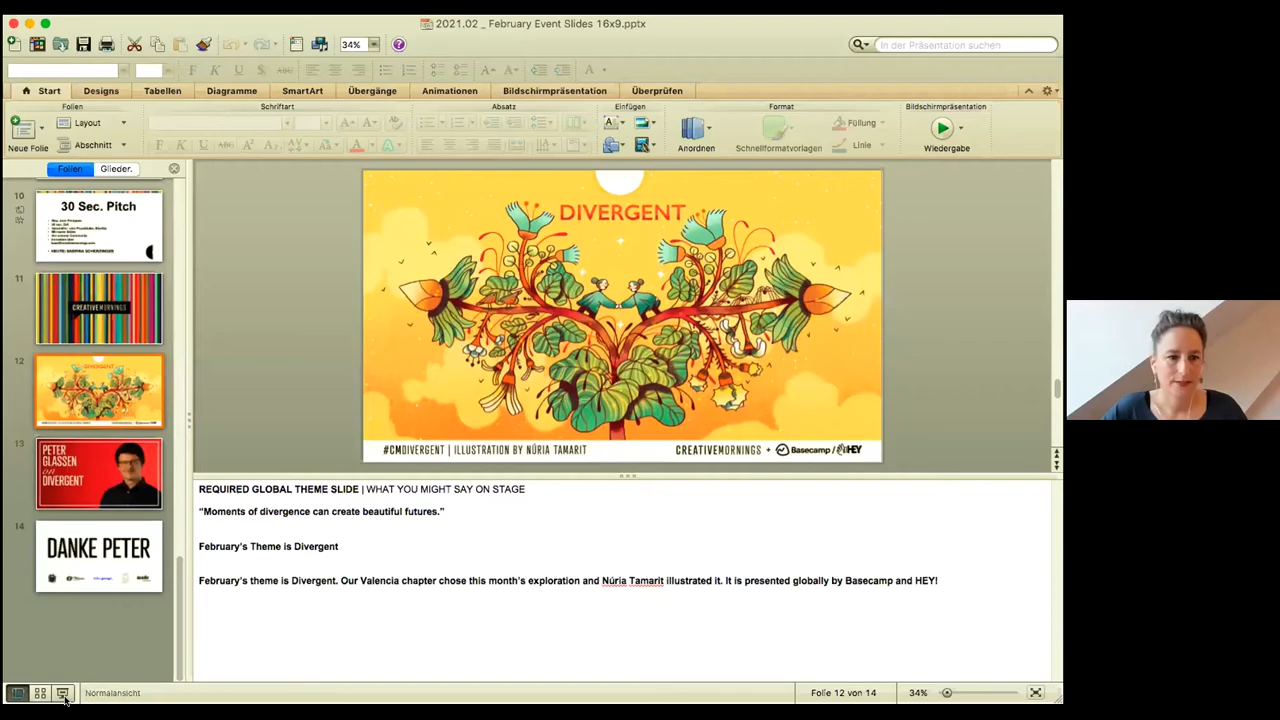 2021.02 _ February Event Slides 16x9.pptx
34%
In der Präsentation suchen
Start Designs Tabellen Diagramme SmartArt Übergänge Animationen Bildschirmpräsentation Überprüfen
Folien Schriftart Absatz Einfügen Format Bildschirmpräsentation
Layout
Füllung
Neue Folie
Abschnitt
Anordnen
Schnellformatvorlagen
Linie
Wiedergabe
Folien Glieder.
10
30 Sec. Pitch
11
CREATIVEMORNINGS
12
DIVERGENT
13
PETER
GLASSEN
on
DIVERGENT
14
DANKE PETER
DIVERGENT
#CMDIVERGENT | ILLUSTRATION BY NÚRIA TAMARIT
CREATIVEMORNINGS + Basecamp / HEY
REQUIRED GLOBAL THEME SLIDE | WHAT YOU MIGHT SAY ON STAGE
“Moments of divergence can create beautiful futures.”
February’s Theme is Divergent
February’s theme is Divergent. Our Valencia chapter chose this month’s exploration and Núria Tamarit illustrated it. It is presented globally by Basecamp and HEY!
Normalansicht
Folie 12 von 14
34%